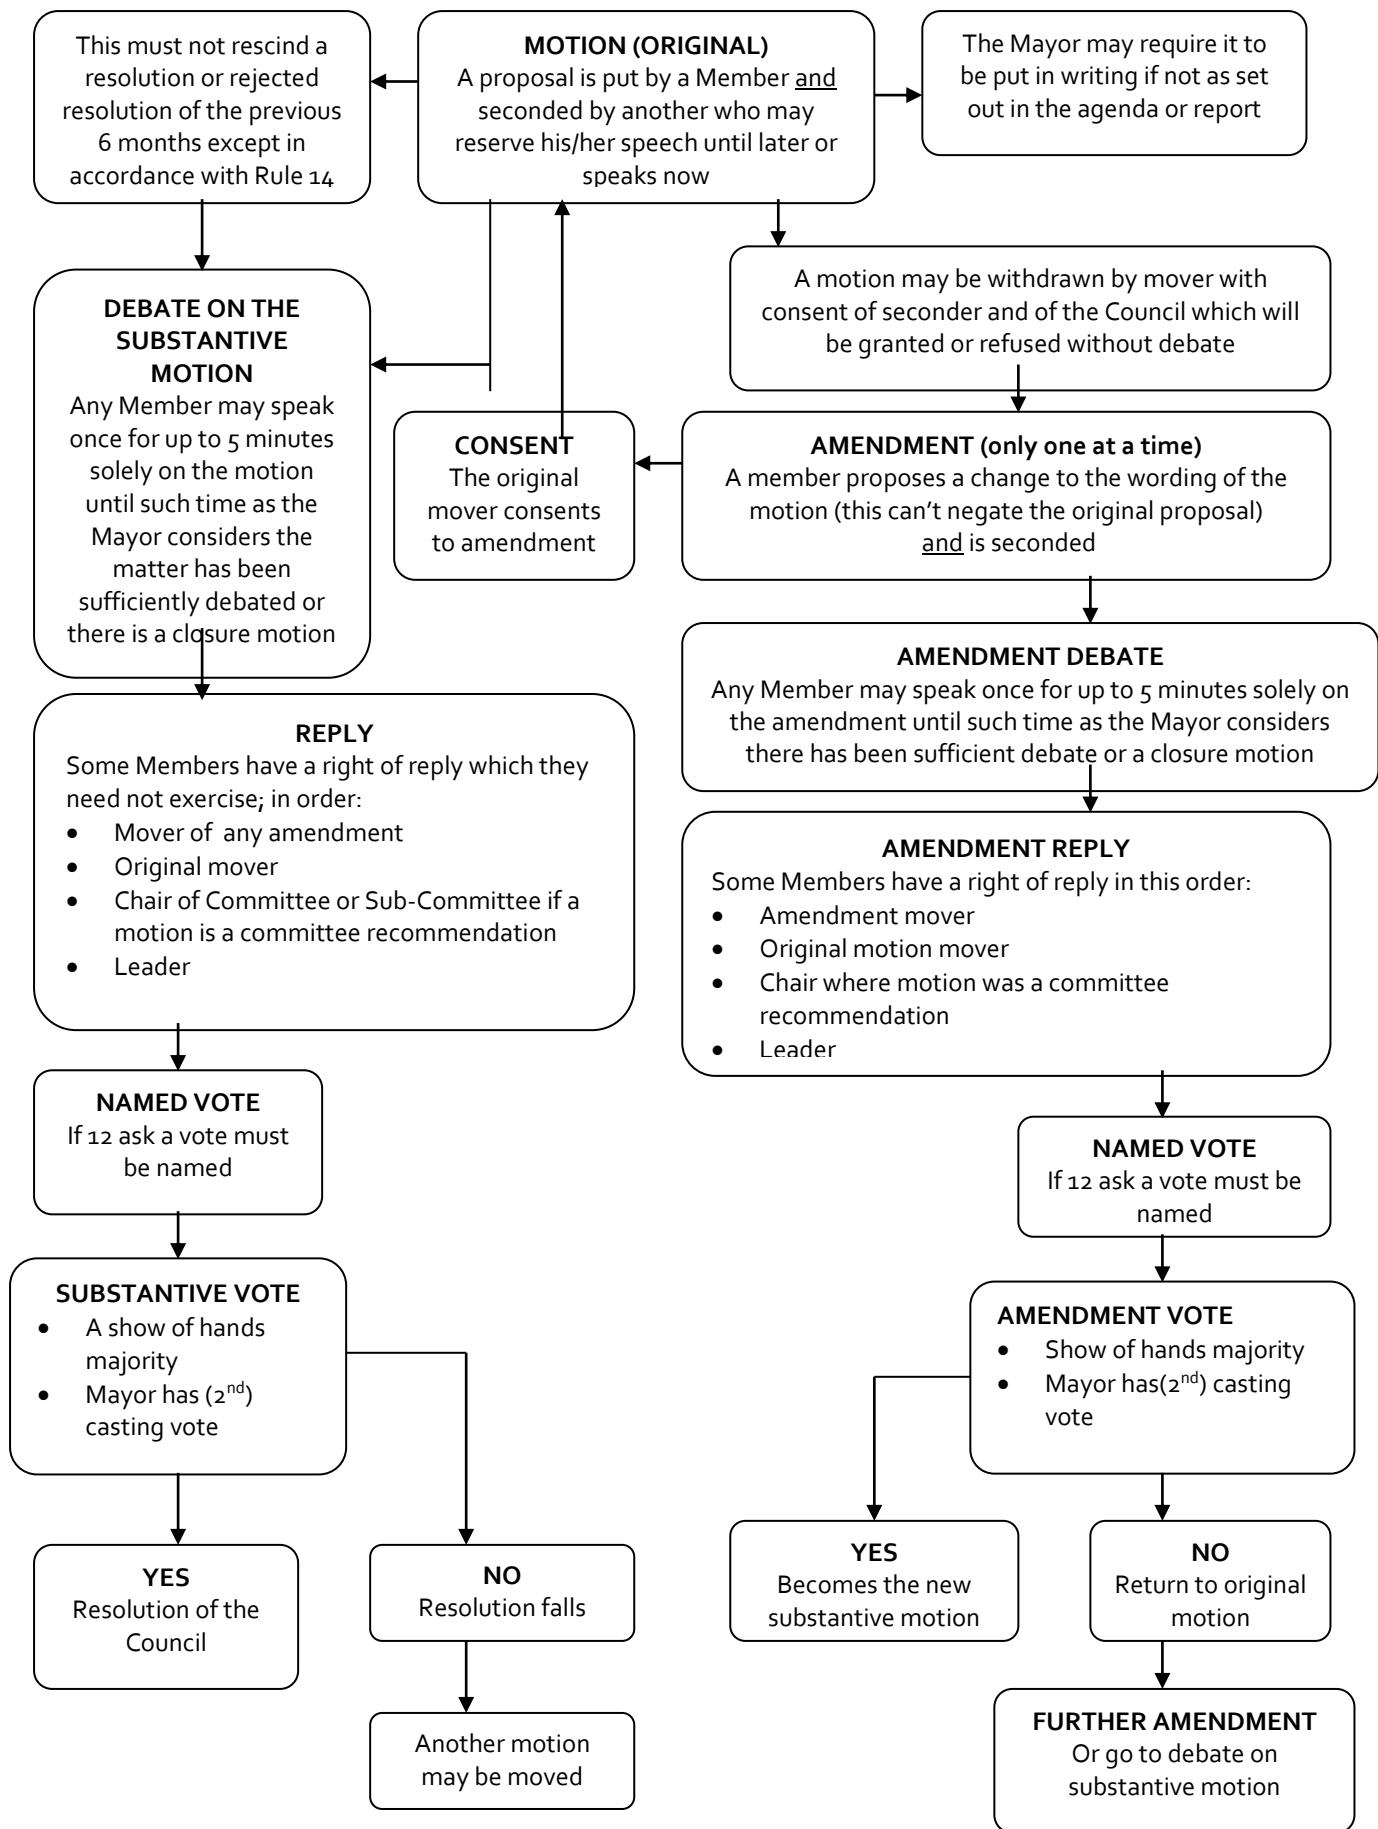 This must not rescind a
resolution or rejected
resolution of the previous
6 months except in
accordance with Rule 14
MOTION (ORIGINAL)
A proposal is put by a Member and
seconded by another who may
reserve his/her speech until later or
speaks now
The Mayor may require it to
be put in writing if not as set
out in the agenda or report
A motion may be withdrawn by mover with
consent of seconder and of the Council which will
be granted or refused without debate
DEBATE ON THE
SUBSTANTIVE
MOTION
Any Member may speak
once for up to 5 minutes
solely on the motion
until such time as the
Mayor considers the
matter has been
sufficiently debated or
there is a closure motion
CONSENT
The original
mover consents
to amendment
AMENDMENT (only one at a time)
A member proposes a change to the wording of the
motion (this can't negate the original proposal)
and is seconded
AMENDMENT DEBATE
Any Member may speak once for up to 5 minutes solely on
the amendment until such time as the Mayor considers
there has been sufficient debate or a closure motion
REPLY
Some Members have a right of reply which they
need not exercise; in order:
• Mover of any amendment
• Original mover
• Chair of Committee or Sub-Committee if a
motion is a committee recommendation
• Leader
AMENDMENT REPLY
Some Members have a right of reply in this order:
• Amendment mover
• Original motion mover
• Chair where motion was a committee
recommendation
• Leader
NAMED VOTE
If 12 ask a vote must
be named
NAMED VOTE
If 12 ask a vote must be
named
SUBSTANTIVE VOTE
• A show of hands
majority
• Mayor has (2nd)
casting vote
AMENDMENT VOTE
• Show of hands majority
• Mayor has(2nd) casting
vote
YES
Resolution of the
Council
NO
Resolution falls
YES
Becomes the new
substantive motion
NO
Return to original
motion
Another motion
may be moved
FURTHER AMENDMENT
Or go to debate on
substantive motion